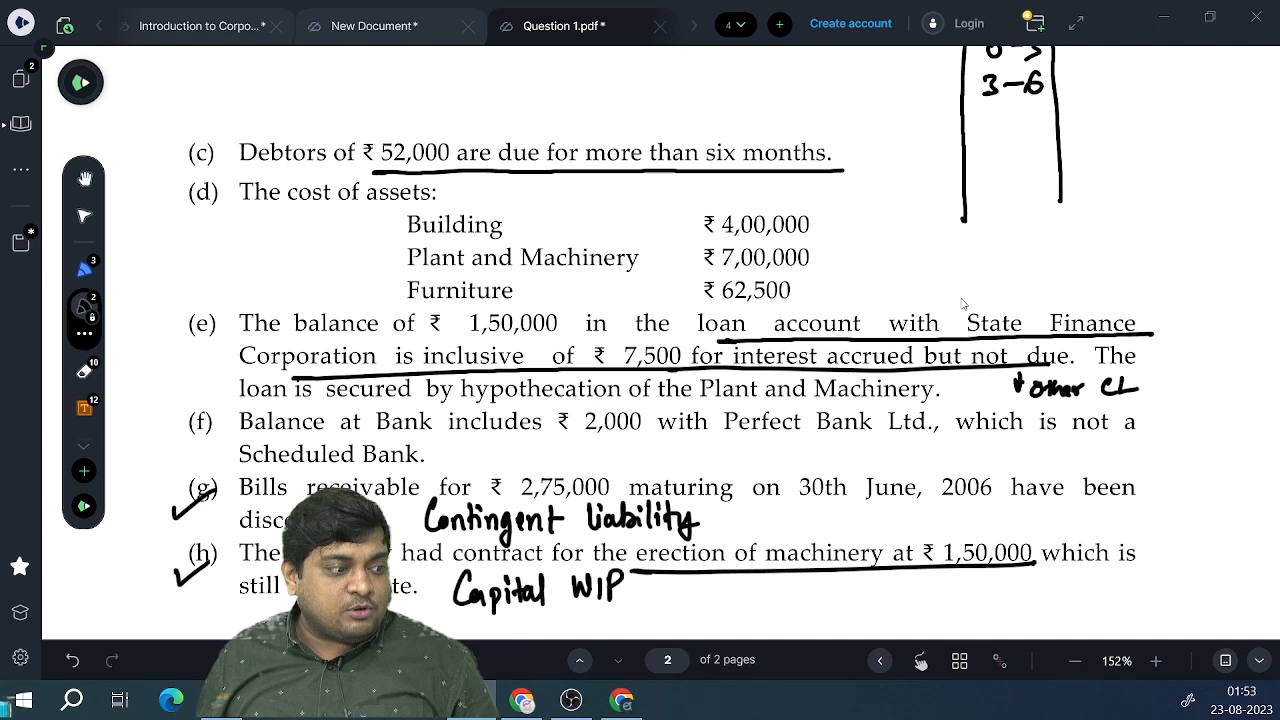 Introduction to Corpo...*
New Document*
Question 1.pdf*
4
Create account
Login
2
3-6
(c) Debtors of ₹ 52,000 are due for more than six months.
(d) The cost of assets:
Building ₹ 4,00,000
Plant and Machinery ₹ 7,00,000
Furniture ₹ 62,500
3
2
10
12
(e) The balance of ₹ 1,50,000 in the loan account with State Finance
Corporation is inclusive of ₹ 7,500 for interest accrued but not due. The
loan is secured by hypothecation of the Plant and Machinery.
other CL
(f) Balance at Bank includes ₹ 2,000 with Perfect Bank Ltd., which is not a
Scheduled Bank.
(g) Bills receivable for ₹ 2,75,000 maturing on 30th June, 2006 have been
Contingent liability
(h) The had contract for the erection of machinery at ₹ 1,50,000 which is
still
Capital WIP
2 of 2 pages
152%
01:53
23-08-2023